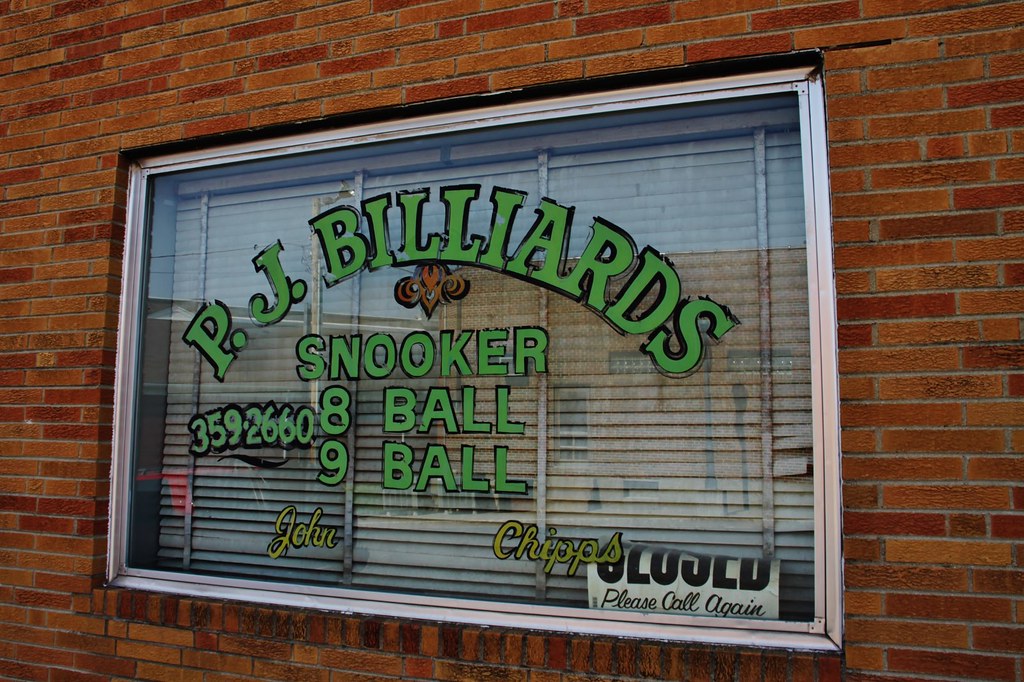 P. J. BILLIARDS
SNOOKER
359-2660 8 BALL
9 BALL
John Chipps
CLOSED
Please Call Again